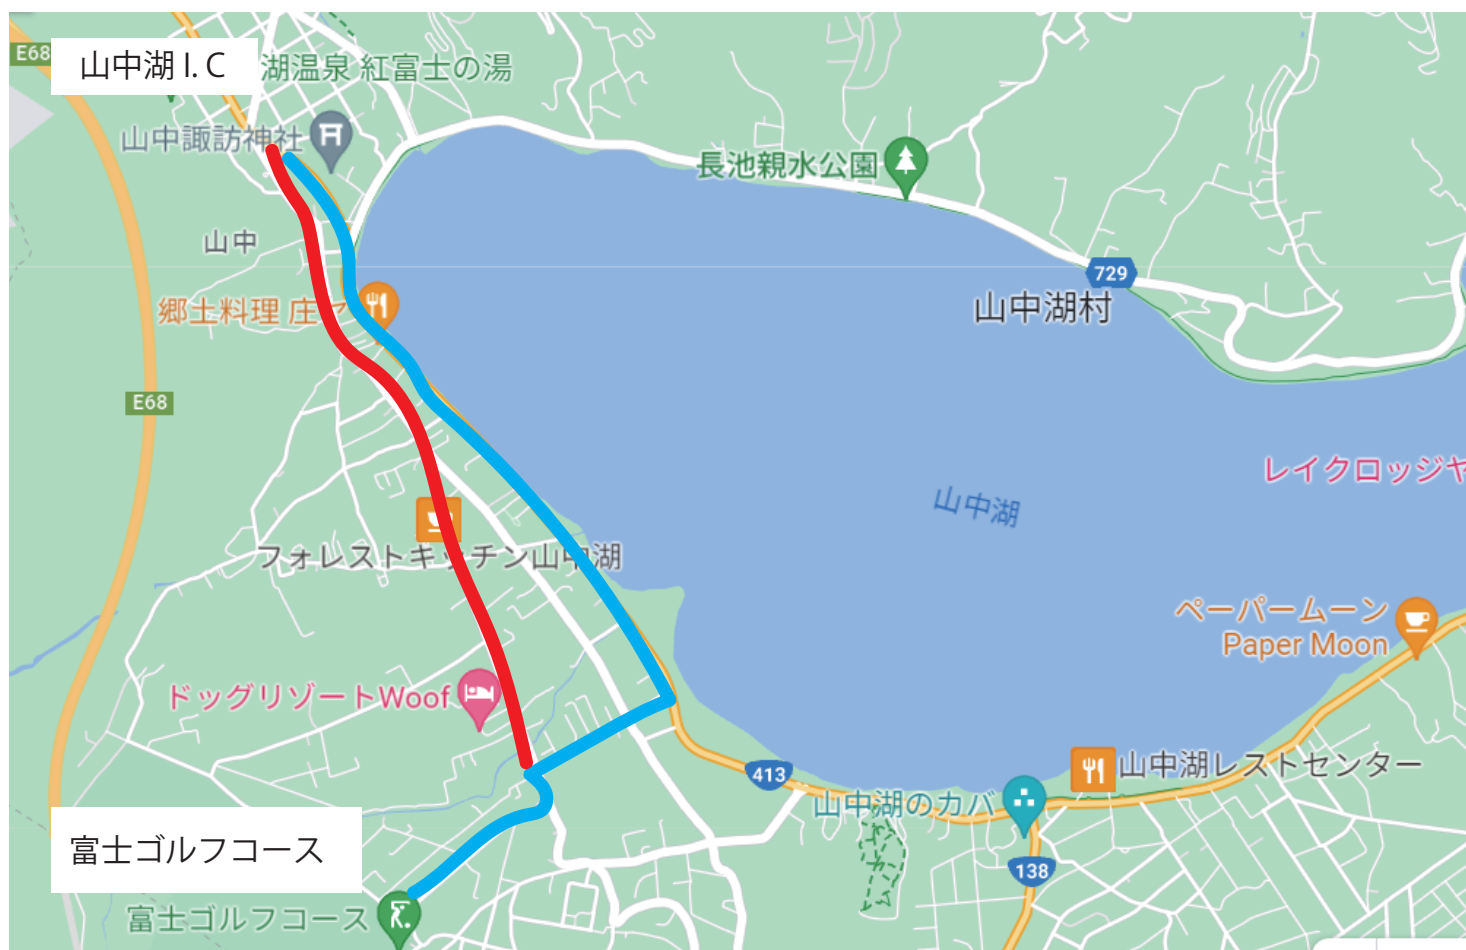 E68
山中湖 I. C
湖温泉 紅富士の湯
山中諏訪神社
長池親水公園
山中
729
山中湖村
郷土料理 庄
E68
レイクロッジヤ
山中湖
フォレストキッチン山中湖
ペーパームーン
Paper Moon
ドッグリゾートWoof
413
山中湖レストセンター
山中湖のカバ
富士ゴルフコース
138
富士ゴルフコース